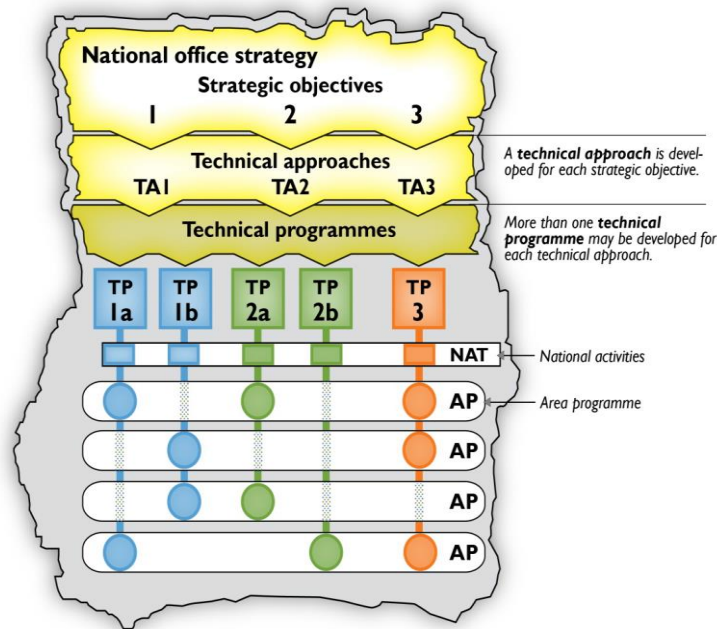 National office strategy
Strategic objectives
1 2 3
A technical approach is devel-
oped for each strategic objective.
Technical approaches
TA1 TA2 TA3
More than one technical
programme may be developed for
each technical approach.
Technical programmes
TP TP TP TP TP
1a 1b 2a 2b 3
NAT
National activities
AP
Area programme
AP
AP
AP